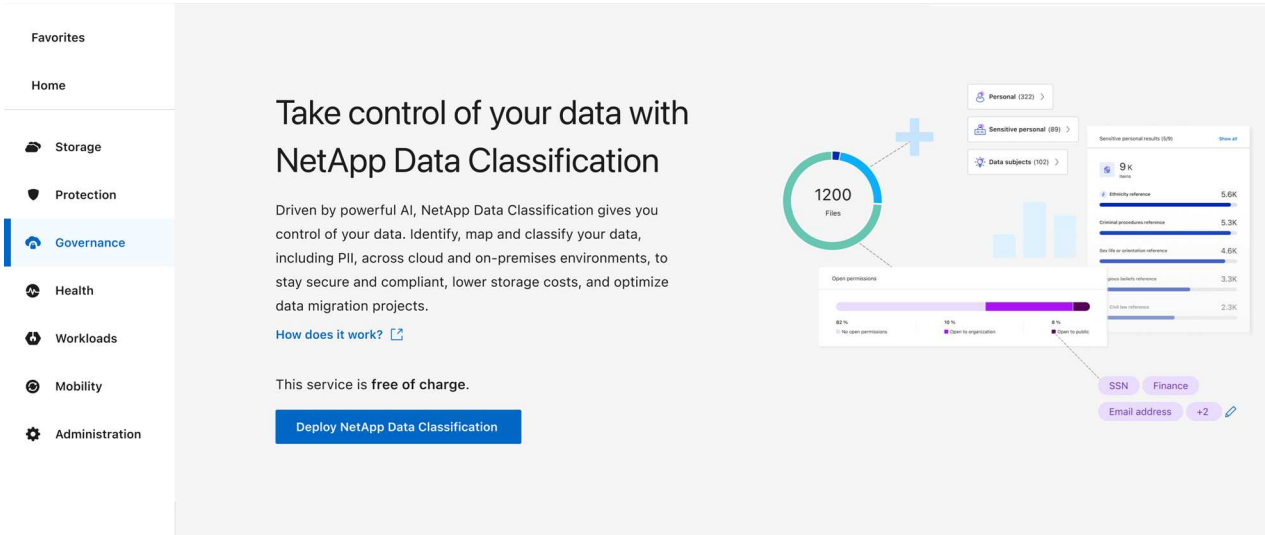 Favorites
Home
Storage
Protection
Governance
Health
Workloads
Mobility
Administration
Take control of your data with
NetApp Data Classification
Driven by powerful AI, NetApp Data Classification gives you
control of your data. Identify, map and classify your data,
including PII, across cloud and on-premises environments, to
stay secure and compliant, lower storage costs, and optimize
data migration projects.
How does it work?
This service is free of charge.
Deploy NetApp Data Classification
1200
Files
Personal (322)
Sensitive personal (89)
Data subjects (102)
Sensitive personal results (5/9) Show all
9 K
Items
Ethnicity reference 5.6K
Criminal procedures reference 5.3K
Sex life or orientation reference 4.6K
beliefs reference 3.3K
Civil law reference 2.3K
Open permissions
82 % 10 % 8 %
No open permissions Open to organization Open to public
SSN Finance
Email address +2